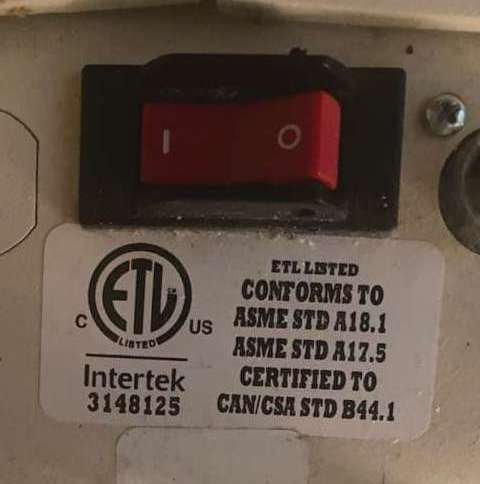 I O
ETL CM
LISTED
C US
Intertek
3148125
ETL LISTED
CONFORMS TO
ASME STD A18.1
ASME STD A17.5
CERTIFIED TO
CAN/CSA STD B44.1